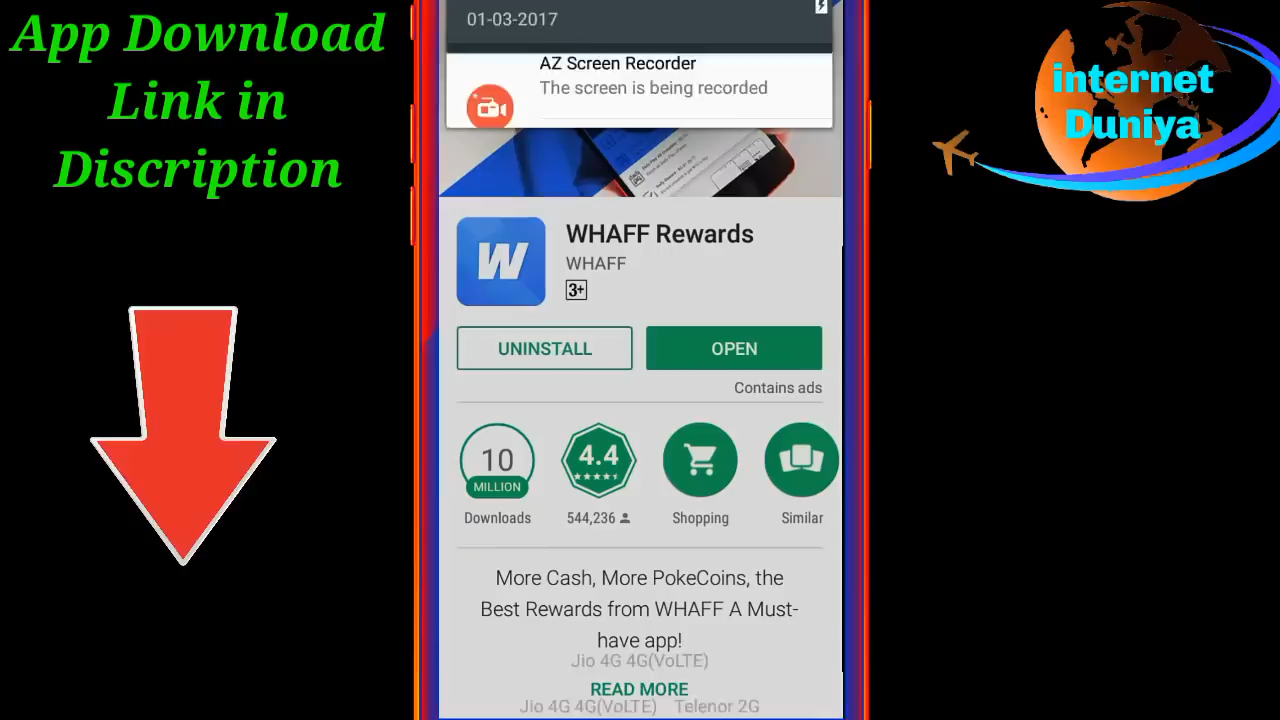 App Download
Link in
Discription
internet
Duniya
01-03-2017
AZ Screen Recorder
The screen is being recorded
W
WHAFF Rewards
WHAFF
3+
UNINSTALL
OPEN
Contains ads
10
MILLION
4.4
Downloads
544,236
Shopping
Similar
More Cash, More PokeCoins, the
Best Rewards from WHAFF A Must-
have app!
Jio 4G 4G(VoLTE)
READ MORE
Jio 4G 4G(VoLTE) Telenor 2G